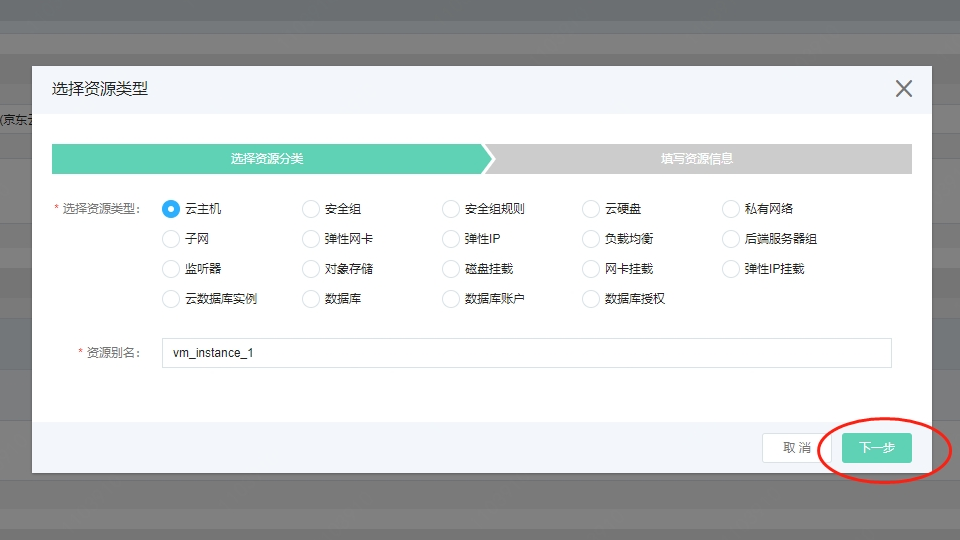 选择资源类型
(京东云
选择资源分类 填写资源信息
* 选择资源类型： 云主机 安全组 安全组规则 云硬盘 私有网络
子网 弹性网卡 弹性IP 负载均衡 后端服务器组
监听器 对象存储 磁盘挂载 网卡挂载 弹性IP挂载
云数据库实例 数据库 数据库账户 数据库授权
* 资源别名： vm_instance_1
取 消 下一步